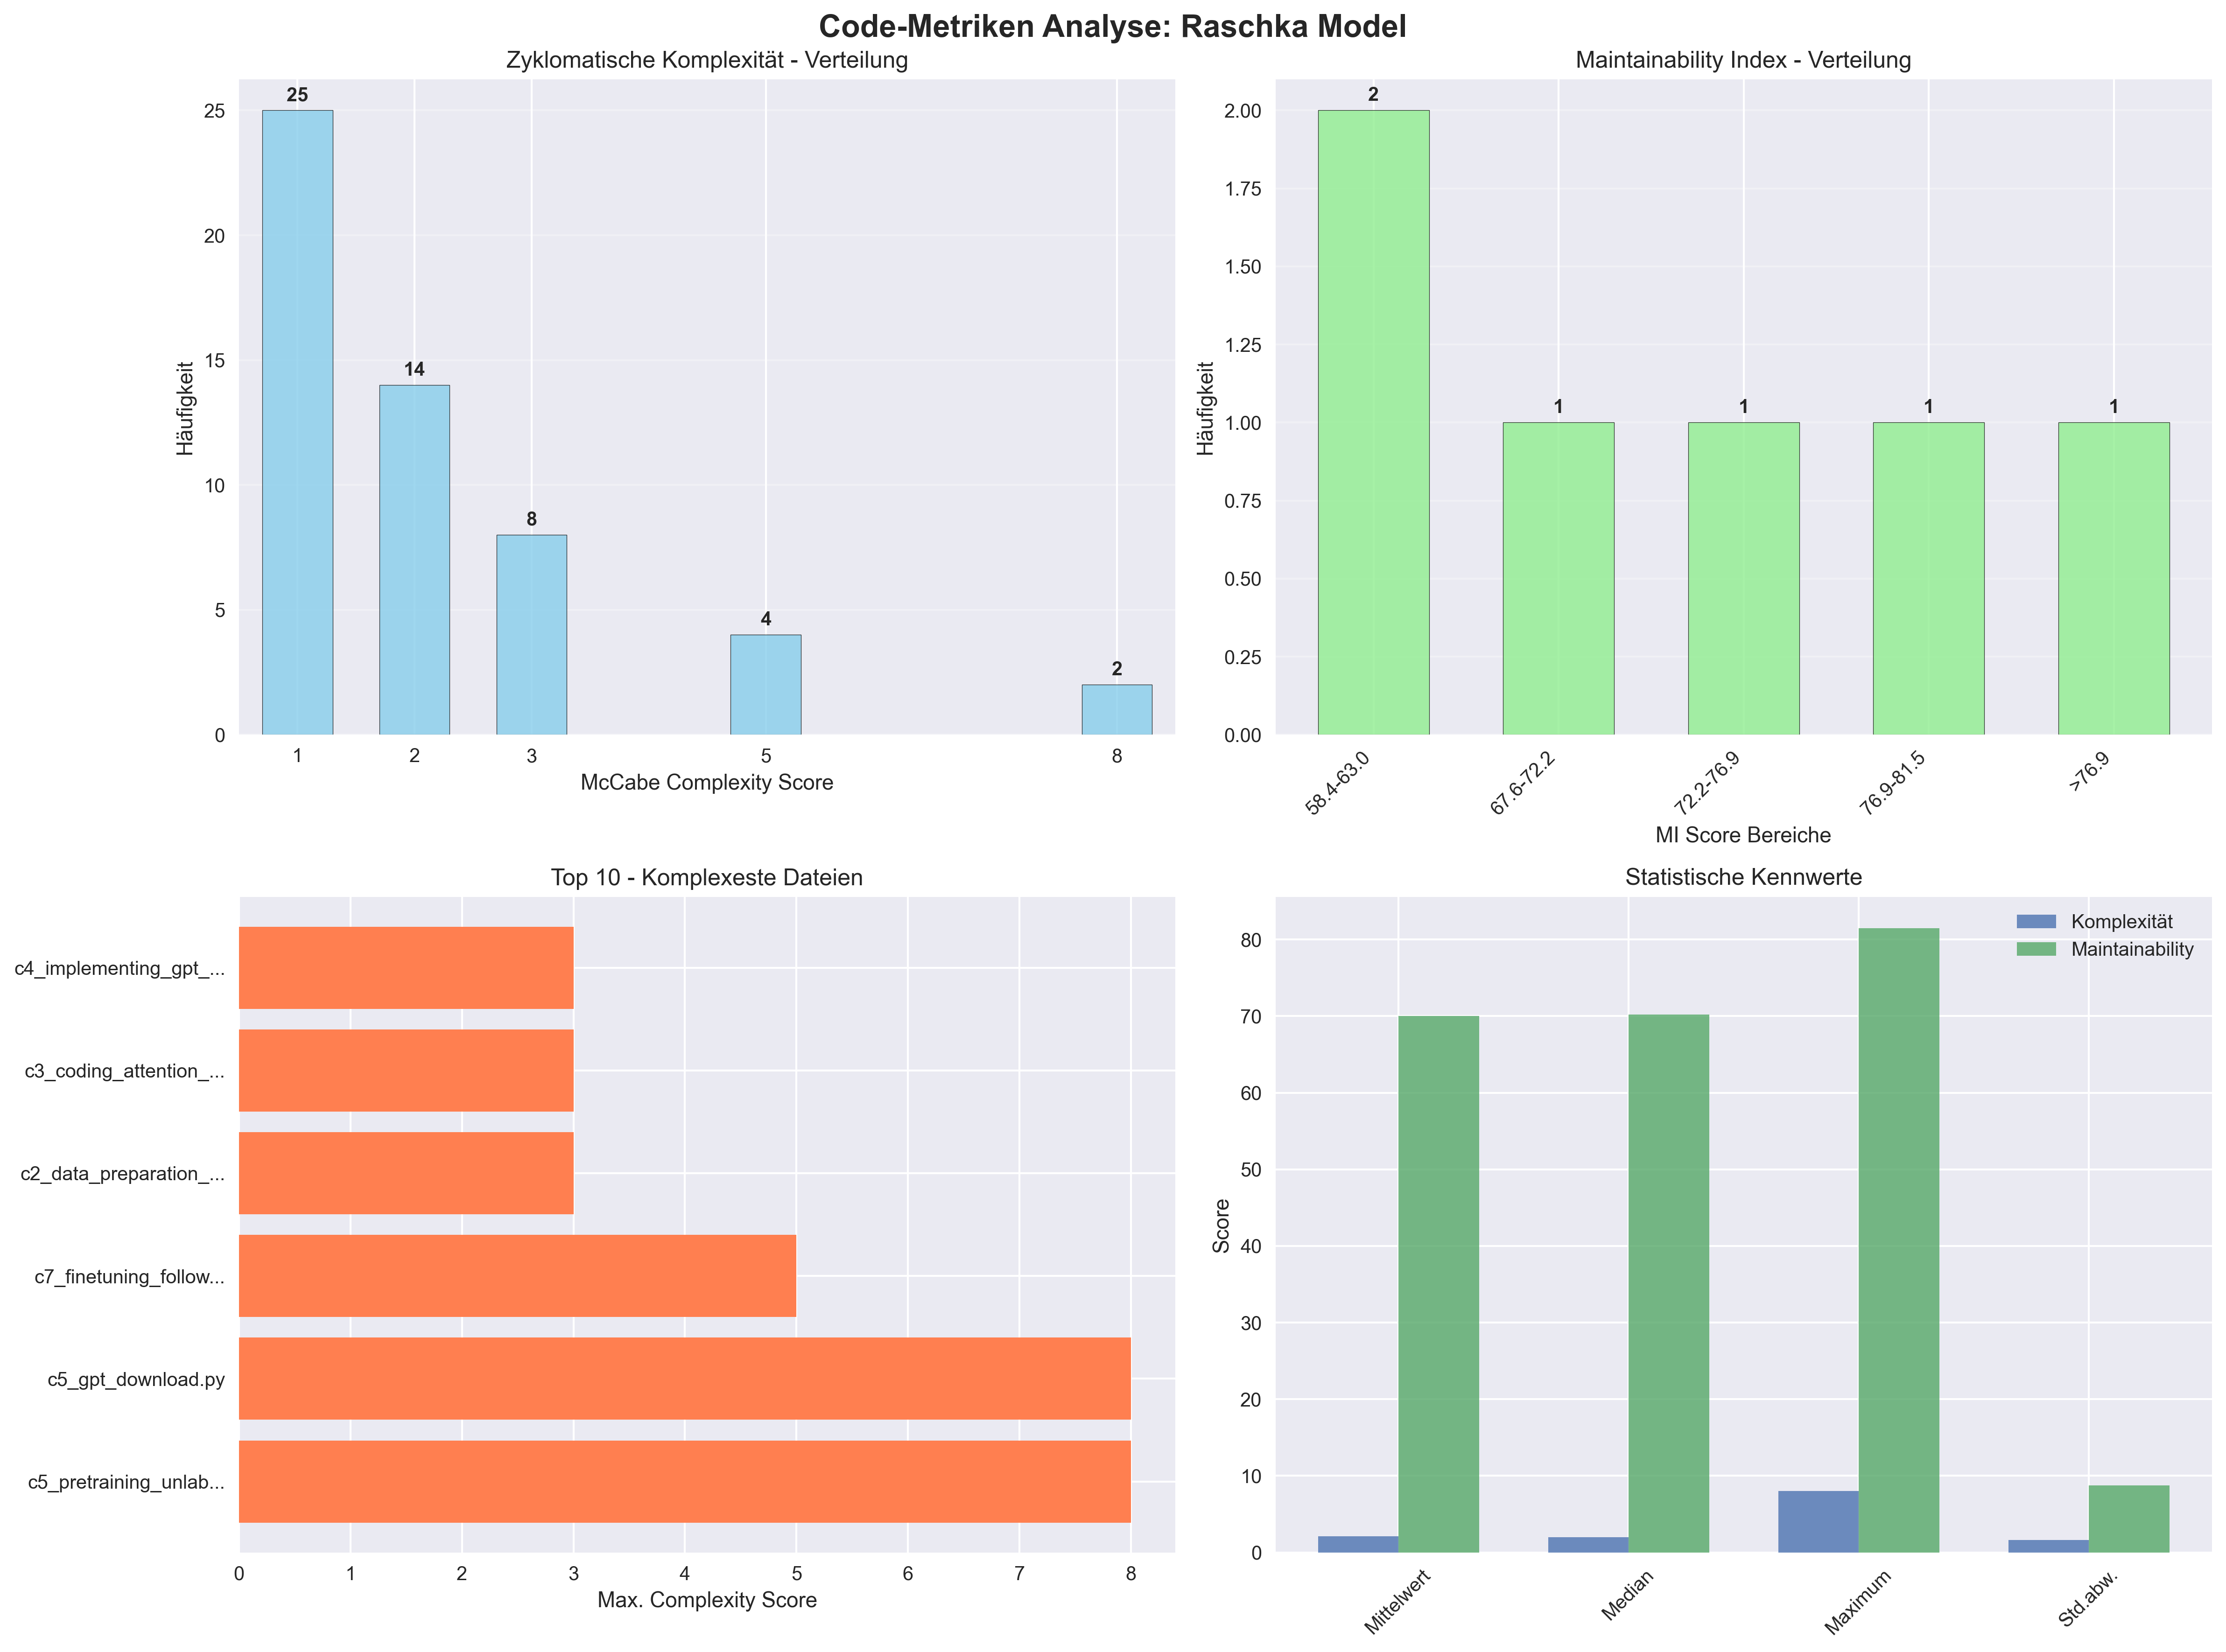 Code-Metriken Analyse: Raschka Model
Zyklomatische Komplexität - Verteilung
Häufigkeit
25
20
15
10
5
0
25
14
8
4
2
1 2 3 5 8
McCabe Complexity Score
Maintainability Index - Verteilung
Häufigkeit
2.00
1.75
1.50
1.25
1.00
0.75
0.50
0.25
0.00
2
1
1
1
1
58.4-63.0
67.6-72.2
72.2-76.9
76.9-81.5
>76.9
MI Score Bereiche
Top 10 - Komplexeste Dateien
c4_implementing_gpt_...
c3_coding_attention_...
c2_data_preparation_...
c7_finetuning_follow...
c5_gpt_download.py
c5_pretraining_unlab...
0 1 2 3 4 5 6 7 8
Max. Complexity Score
Statistische Kennwerte
Komplexität
Maintainability
Score
80
70
60
50
40
30
20
10
0
Mittelwert
Median
Maximum
Std.abw.